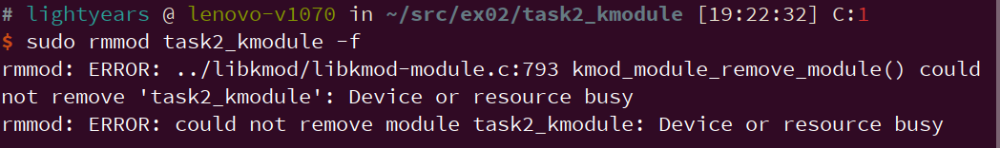 # lightyears @ lenovo-v1070 in ~/src/ex02/task2_kmodule [19:22:32] C:1
$ sudo rmmod task2_kmodule -f
rmmod: ERROR: ../libkmod/libkmod-module.c:793 kmod_module_remove_module() could
not remove 'task2_kmodule': Device or resource busy
rmmod: ERROR: could not remove module task2_kmodule: Device or resource busy